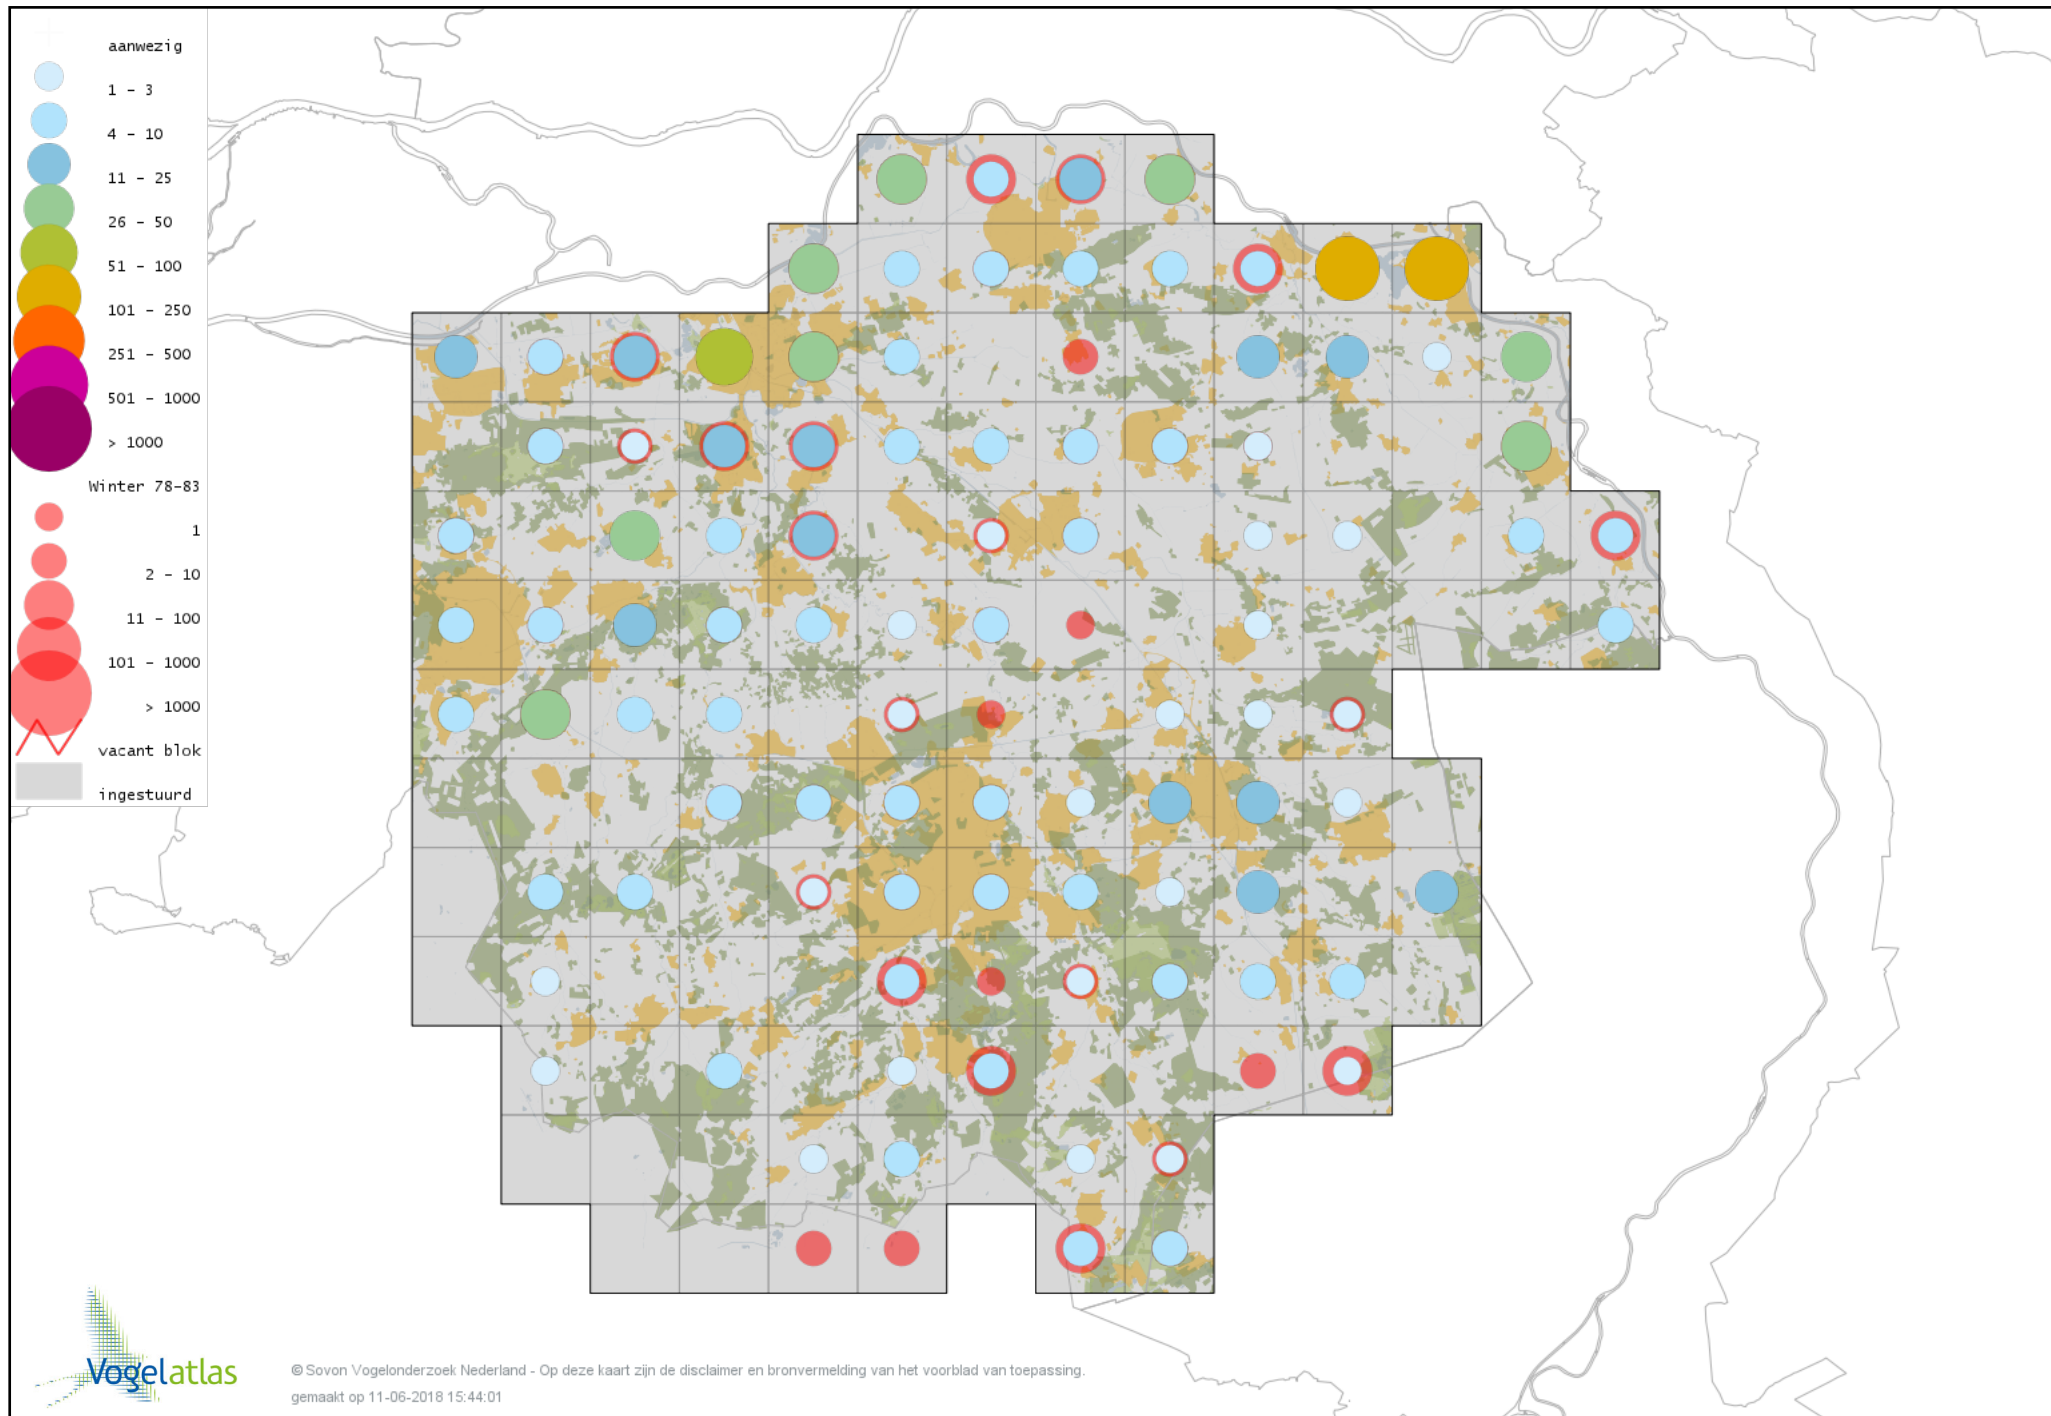 aanwezig
1 - 3
4 - 10
11 - 25
26 - 50
51 - 100
101 - 250
251 - 500
501 - 1000
> 1000
Winter 78-83
1
2 - 10
11 - 100
101 - 1000
> 1000
vacant blok
ingestuurd
Vogelatlas
© Sovon Vogelonderzoek Nederland - Op deze kaart zijn de disclaimer en bronvermelding van het voorblad van toepassing.
gemaakt op 11-06-2018 15:44:01